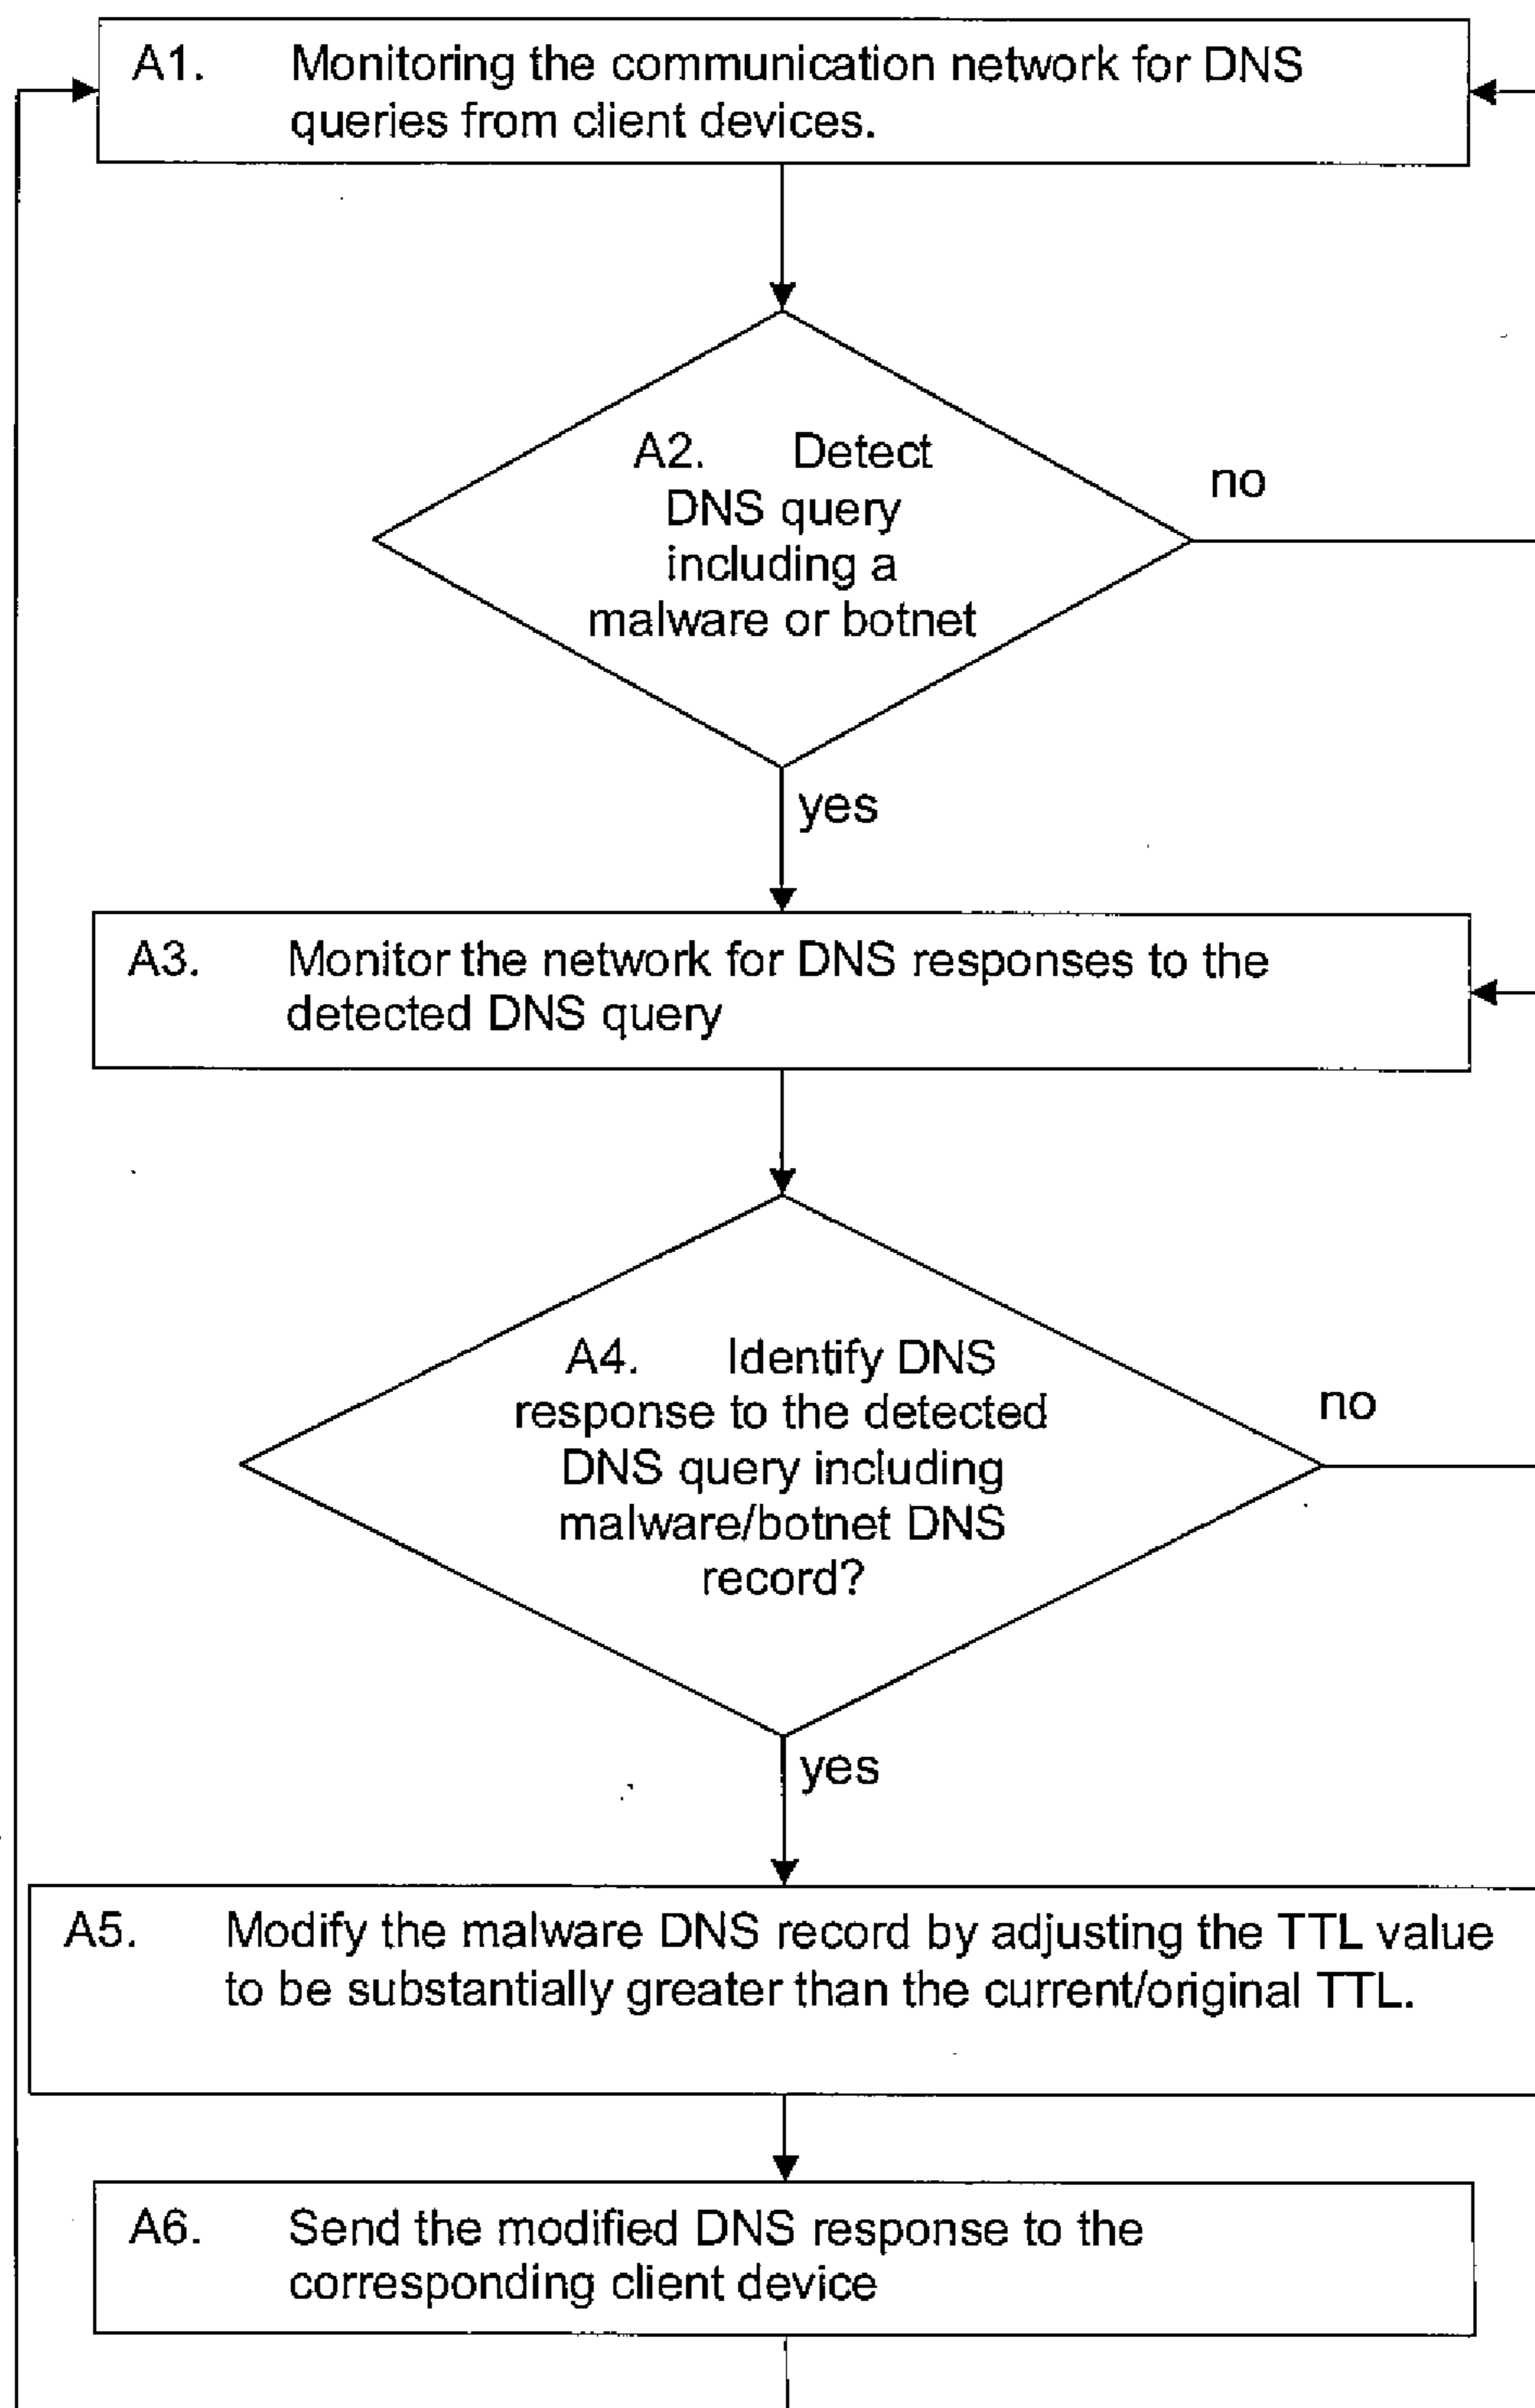 A1. Monitoring the communication network for DNS
queries from client devices.
A2. Detect
DNS query
including a
malware or botnet
no
yes
A3. Monitor the network for DNS responses to the
detected DNS query
A4. Identify DNS
response to the detected
DNS query including
malware/botnet DNS
record?
no
yes
A5. Modify the malware DNS record by adjusting the TTL value
to be substantially greater than the current/original TTL.
A6. Send the modified DNS response to the
corresponding client device